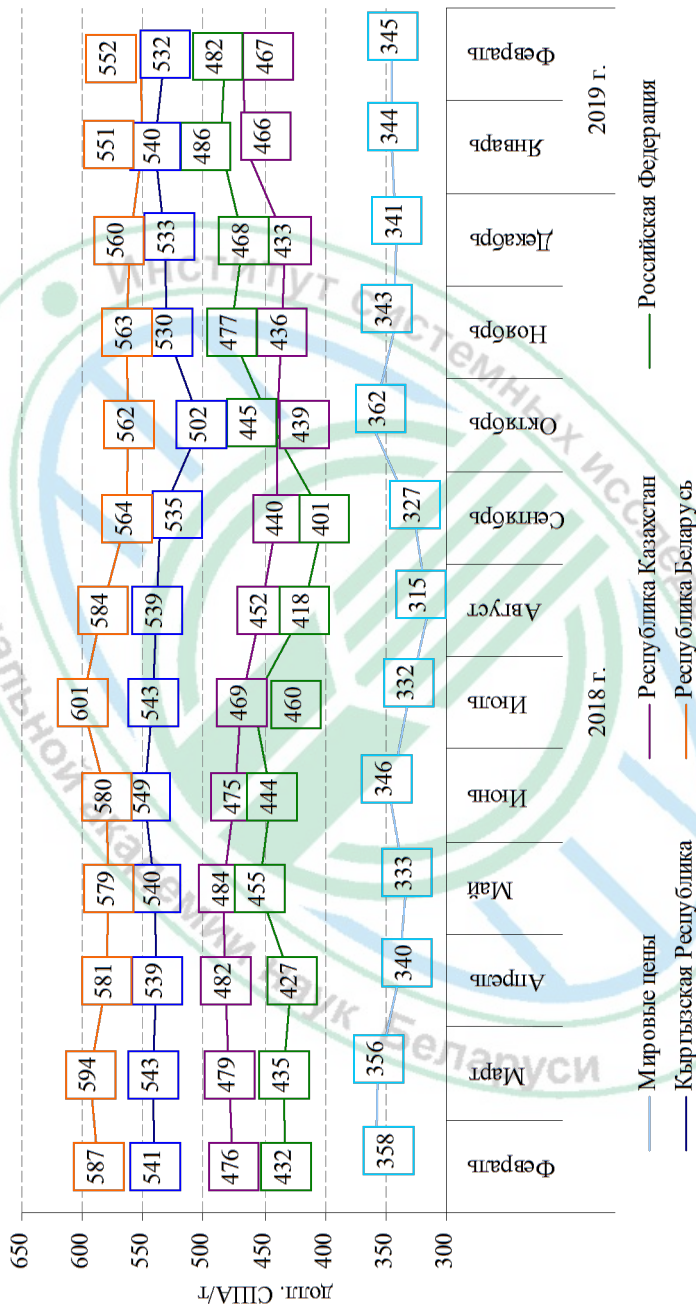 долл. США/т
650
600
550
500
450
400
350
300
587 594 581 579 580 601 584 564 562 563 560 551 552
541 543 539 540 549 543 539 535 502 530 533 540 532
476 479 482 484 475 469 452 440 439 436 433 466 467
432 435 427 455 444 460 418 401 445 477 468 486 482
358 356 340 333 346 332 315 327 362 343 341 344 345
Февраль Март Апрель Май Июнь Июль Август Сентябрь Октябрь Ноябрь Декабрь Январь Февраль
2018 г. 2019 г.
Мировые цены Республика Казахстан Российская Федерация
Кыргызская Республика Республика Беларусь
Институт системных исслед
альной академии наук Беларуси